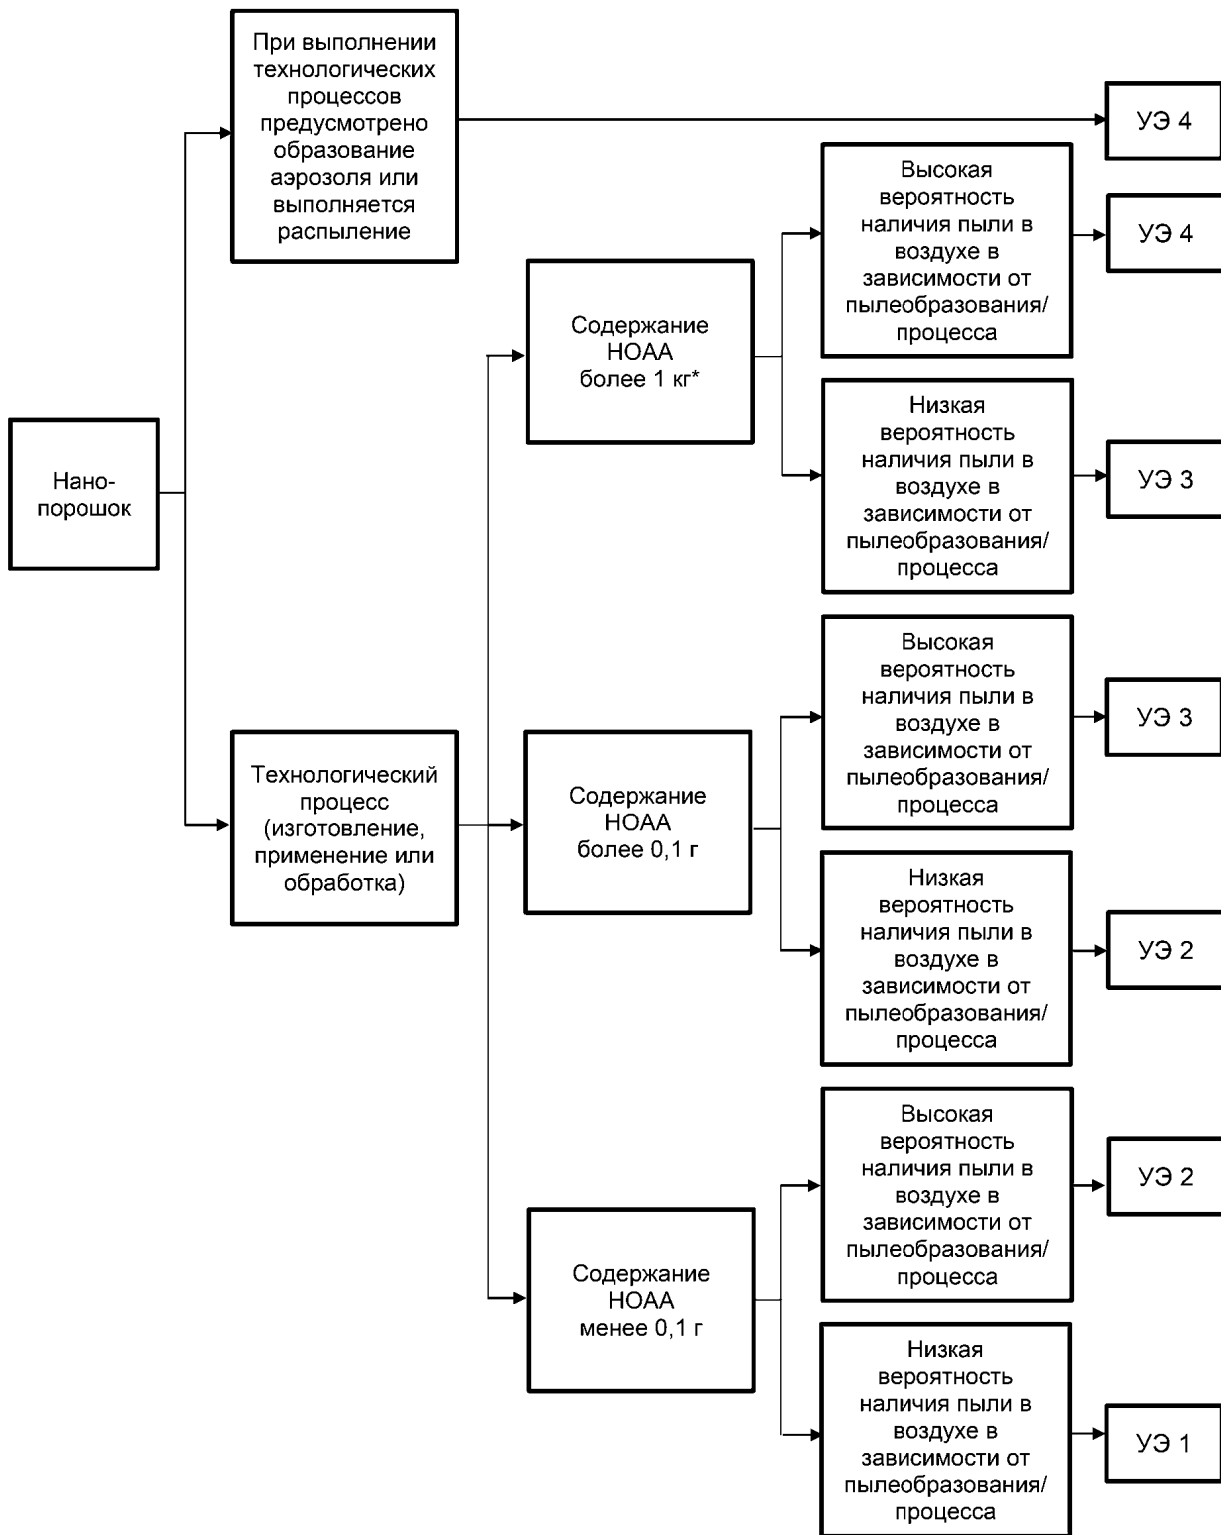 При выполнении
технологических
процессов
предусмотрено
образование
аэрозоля или
выполняется
распыление
УЭ 4
Высокая
вероятность
наличия пыли в
воздухе в
зависимости от
пылеобразования/
процесса
УЭ 4
Содержание
НОАА
более 1 кг*
Низкая
вероятность
наличия пыли в
воздухе в
зависимости от
пылеобразования/
процесса
УЭ 3
Нано-
порошок
Высокая
вероятность
наличия пыли в
воздухе в
зависимости от
пылеобразования/
процесса
УЭ 3
Технологический
процесс
(изготовление,
применение или
обработка)
Содержание
НОАА
более 0,1 г
Низкая
вероятность
наличия пыли в
воздухе в
зависимости от
пылеобразования/
процесса
УЭ 2
Высокая
вероятность
наличия пыли в
воздухе в
зависимости от
пылеобразования/
процесса
УЭ 2
Содержание
НОАА
менее 0,1 г
Низкая
вероятность
наличия пыли в
воздухе в
зависимости от
пылеобразования/
процесса
УЭ 1